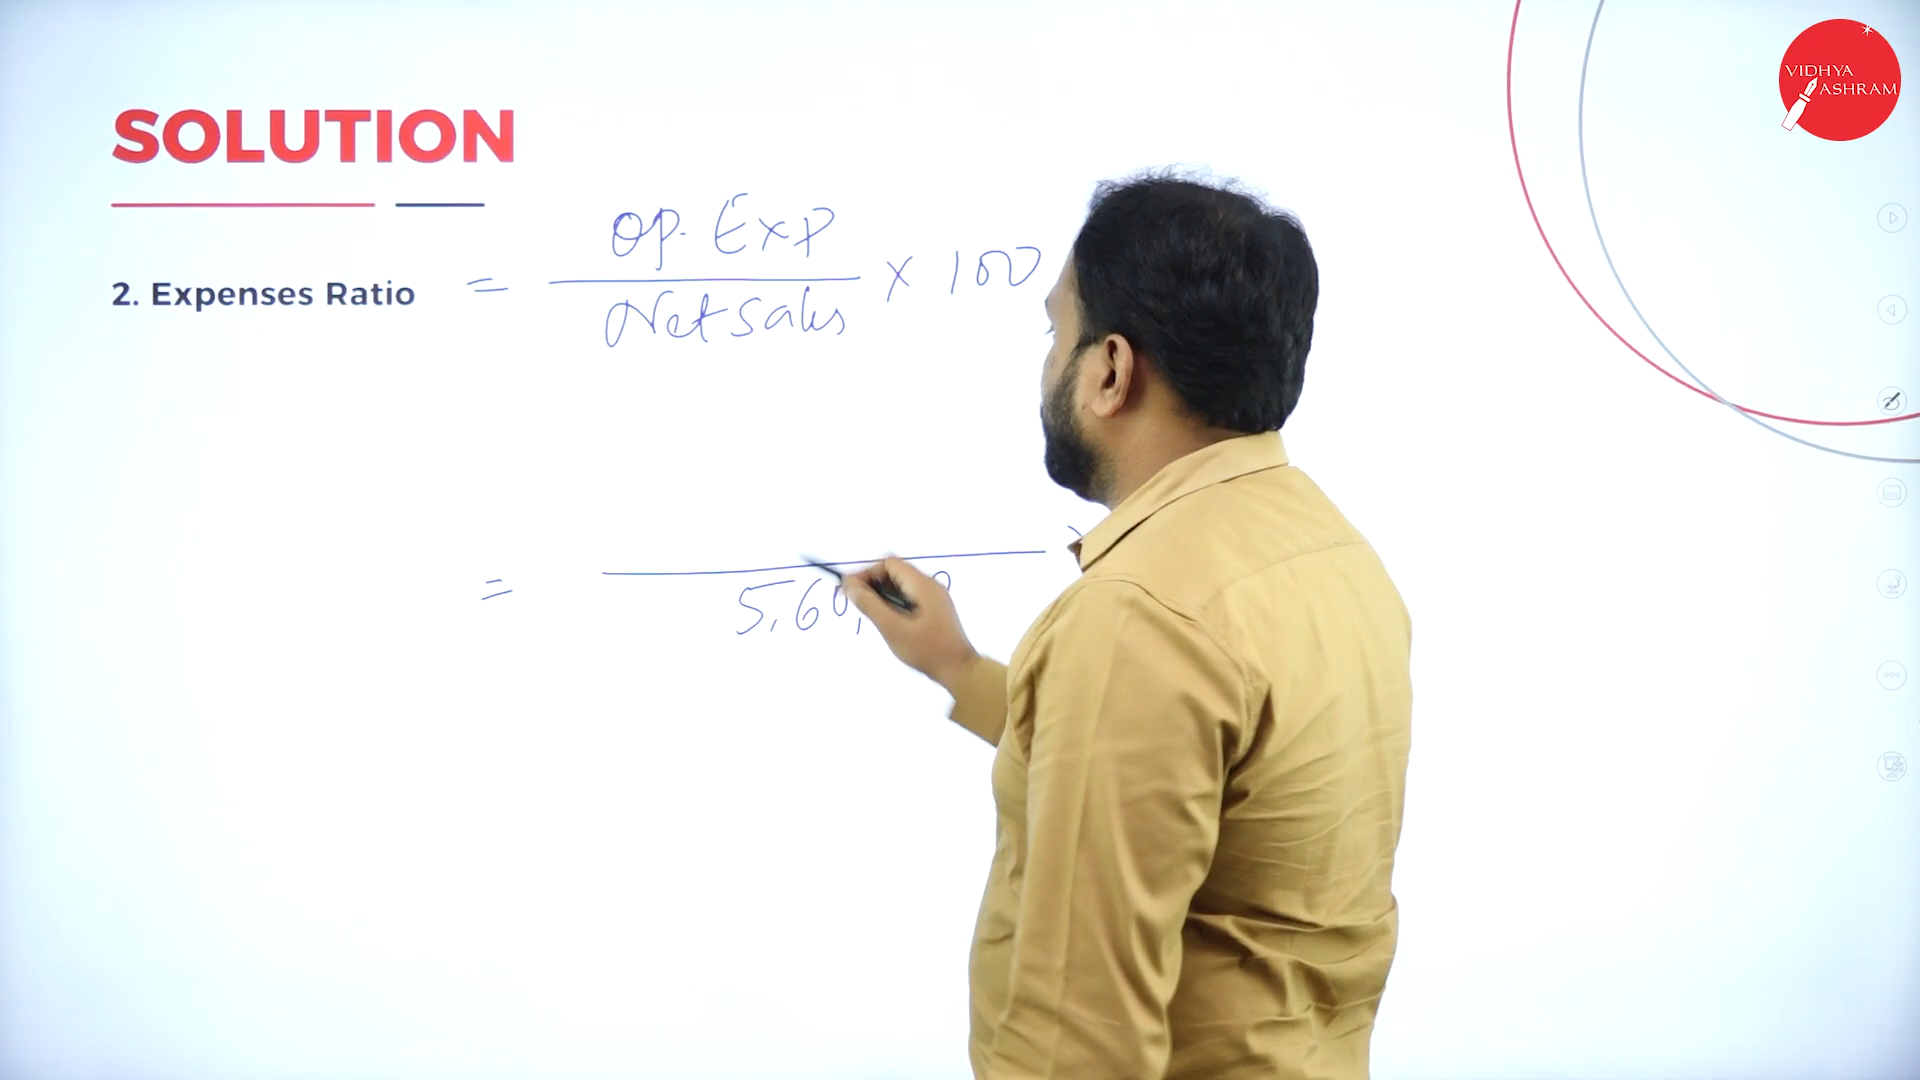 VIDHYA
ASHRAM
SOLUTION
2. Expenses Ratio = Op. Exp
Net Sales
× 100
=
5,60,